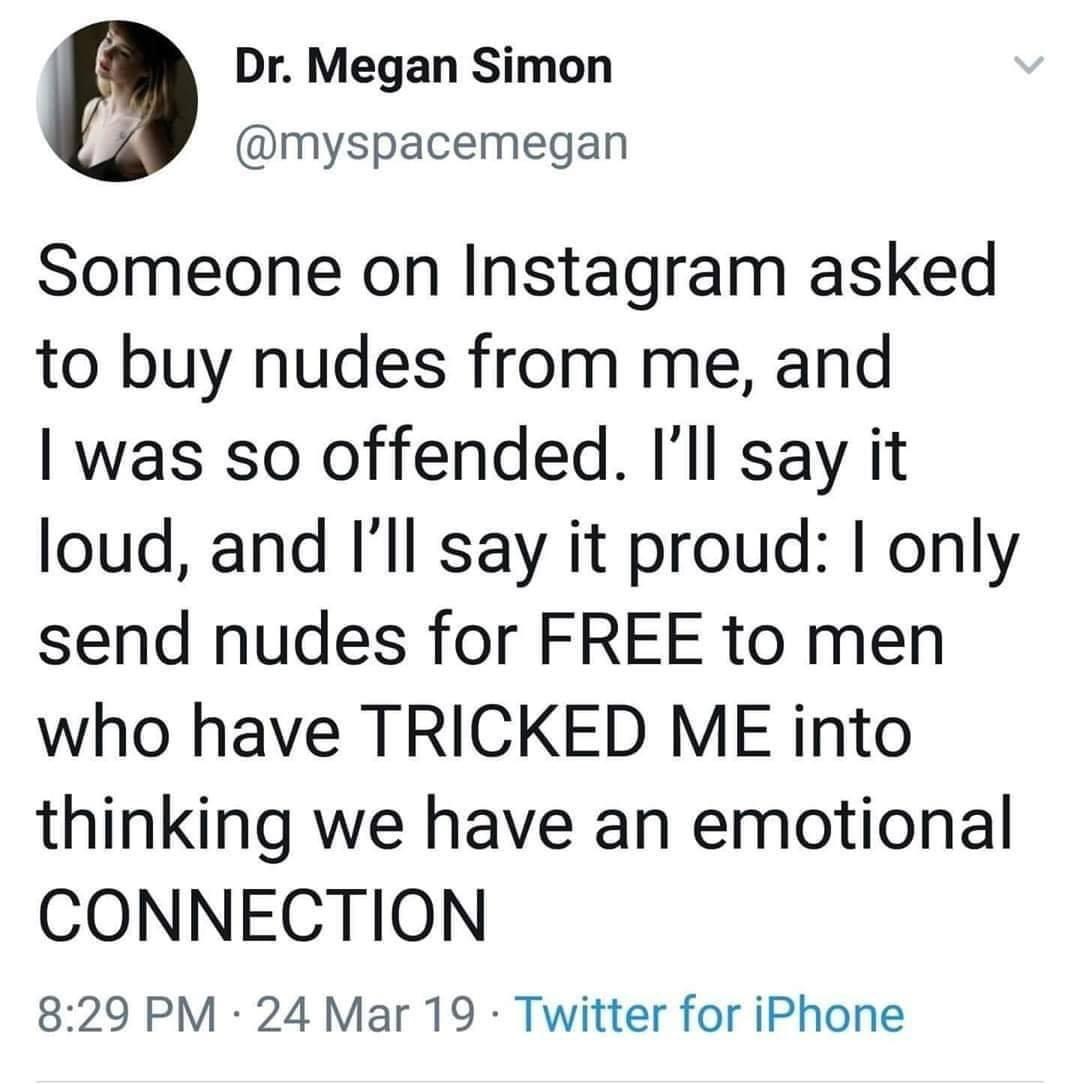 Dr. Megan Simon
@myspacemegan
Someone on Instagram asked
to buy nudes from me, and
I was so offended. I’ll say it
loud, and I’ll say it proud: I only
send nudes for FREE to men
who have TRICKED ME into
thinking we have an emotional
CONNECTION
8:29 PM · 24 Mar 19 · Twitter for iPhone